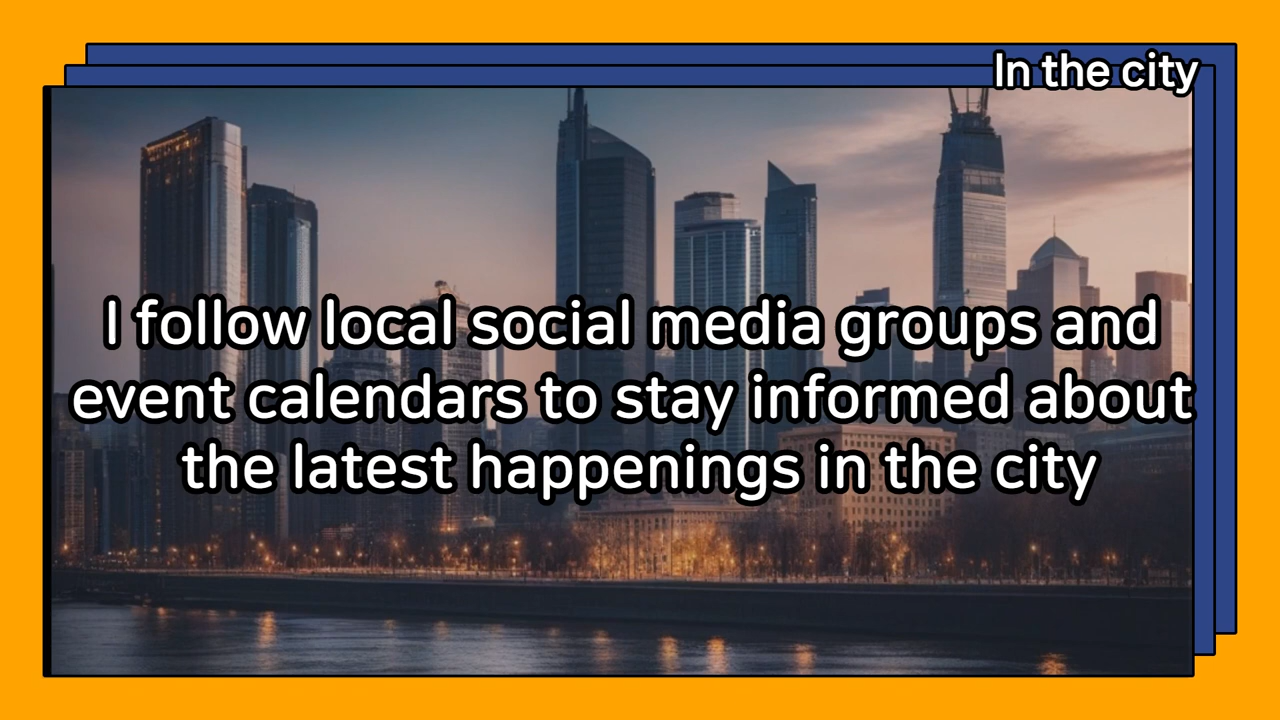 In the city
I follow local social media groups and
event calendars to stay informed about
the latest happenings in the city